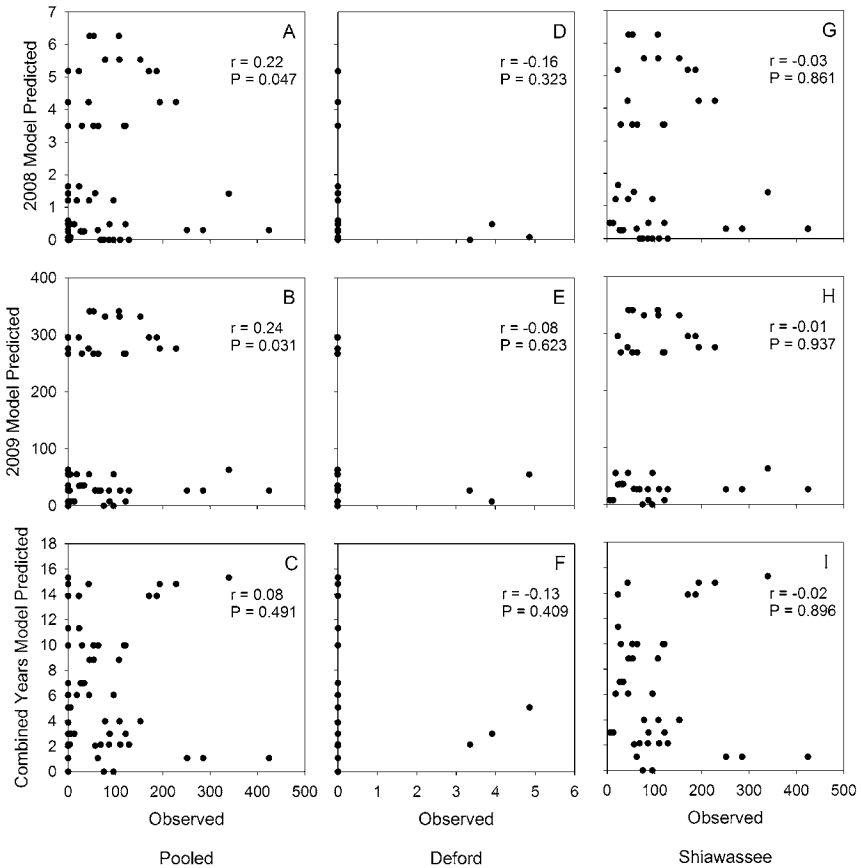 7
6
5
4
3
2
1
0
2008 Model Predicted
A
r = 0.22
P = 0.047
D
r = -0.16
P = 0.323
G
r = -0.03
P = 0.861
400
300
200
100
0
2009 Model Predicted
B
r = 0.24
P = 0.031
E
r = -0.08
P = 0.623
H
r = -0.01
P = 0.937
18
16
14
12
10
8
6
4
2
0
Combined Years Model Predicted
C
r = 0.08
P = 0.491
F
r = -0.13
P = 0.409
I
r = -0.02
P = 0.896
0 100 200 300 400 500
0 1 2 3 4 5 6
0 100 200 300 400 500
Observed
Observed
Observed
Pooled
Deford
Shiawassee